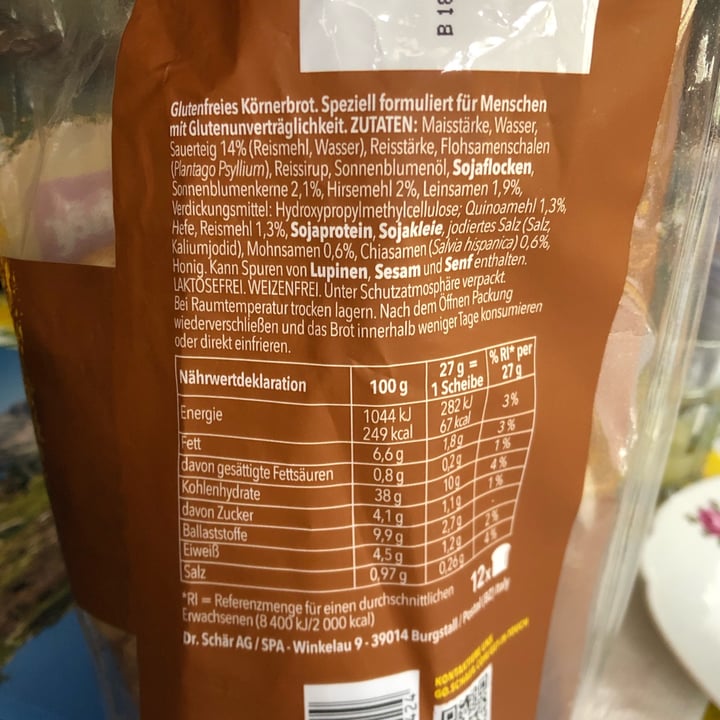 B 18
Glutenfreies Körnerbrot. Speziell formuliert für Menschen
mit Glutenunverträglichkeit. ZUTATEN: Maisstärke, Wasser,
Sauerteig 14% (Reismehl, Wasser), Reisstärke, Flohsamenschalen
(Plantago Psyllium), Reissirup, Sonnenblumenöl, Sojaflocken,
Sonnenblumenkerne 2,1%, Hirsemehl 2%, Leinsamen 1,9%,
Verdickungsmittel: Hydroxypropylmethylcellulose; Quinoamehl 1,3%,
Hefe, Reismehl 1,3%, Sojaprotein, Sojakleie, jodiertes Salz (Salz,
Kaliumjodid), Mohnsamen 0,6%, Chiasamen (Salvia hispanica) 0,6%,
Honig. Kann Spuren von Lupinen, Sesam und Senf enthalten.
LAKTOSEFREI. WEIZENFREI. Unter Schutzatmosphäre verpackt.
Bei Raumtemperatur trocken lagern. Nach dem Öffnen Packung
wiederverschließen und das Brot innerhalb weniger Tage konsumieren
oder direkt einfrieren.
Nährwertdeklaration 100 g 27 g = 1 Scheibe %RI* per 27 g
Energie 1044 kJ 282 kJ 3%
249 kcal 67 kcal
Fett 6,6 g 1,8 g 3%
davon gesättigte Fettsäuren 0,8 g 0,2 g 1%
Kohlenhydrate 38 g 10 g 4%
davon Zucker 4,1 g 1,1 g 1%
Ballaststoffe 9,9 g 2,7 g
Eiweiß 4,5 g 1,2 g 2%
Salz 0,97 g 0,26 g 4%
12x
*RI = Referenzmenge für einen durchschnittlichen
Erwachsenen (8 400 kJ/2 000 kcal)
Dr. Schär AG / SPA - Winkelau 9 - 39014 Burgstall / Postal (BZ) Italy
KONTAKTIERE UNS
424